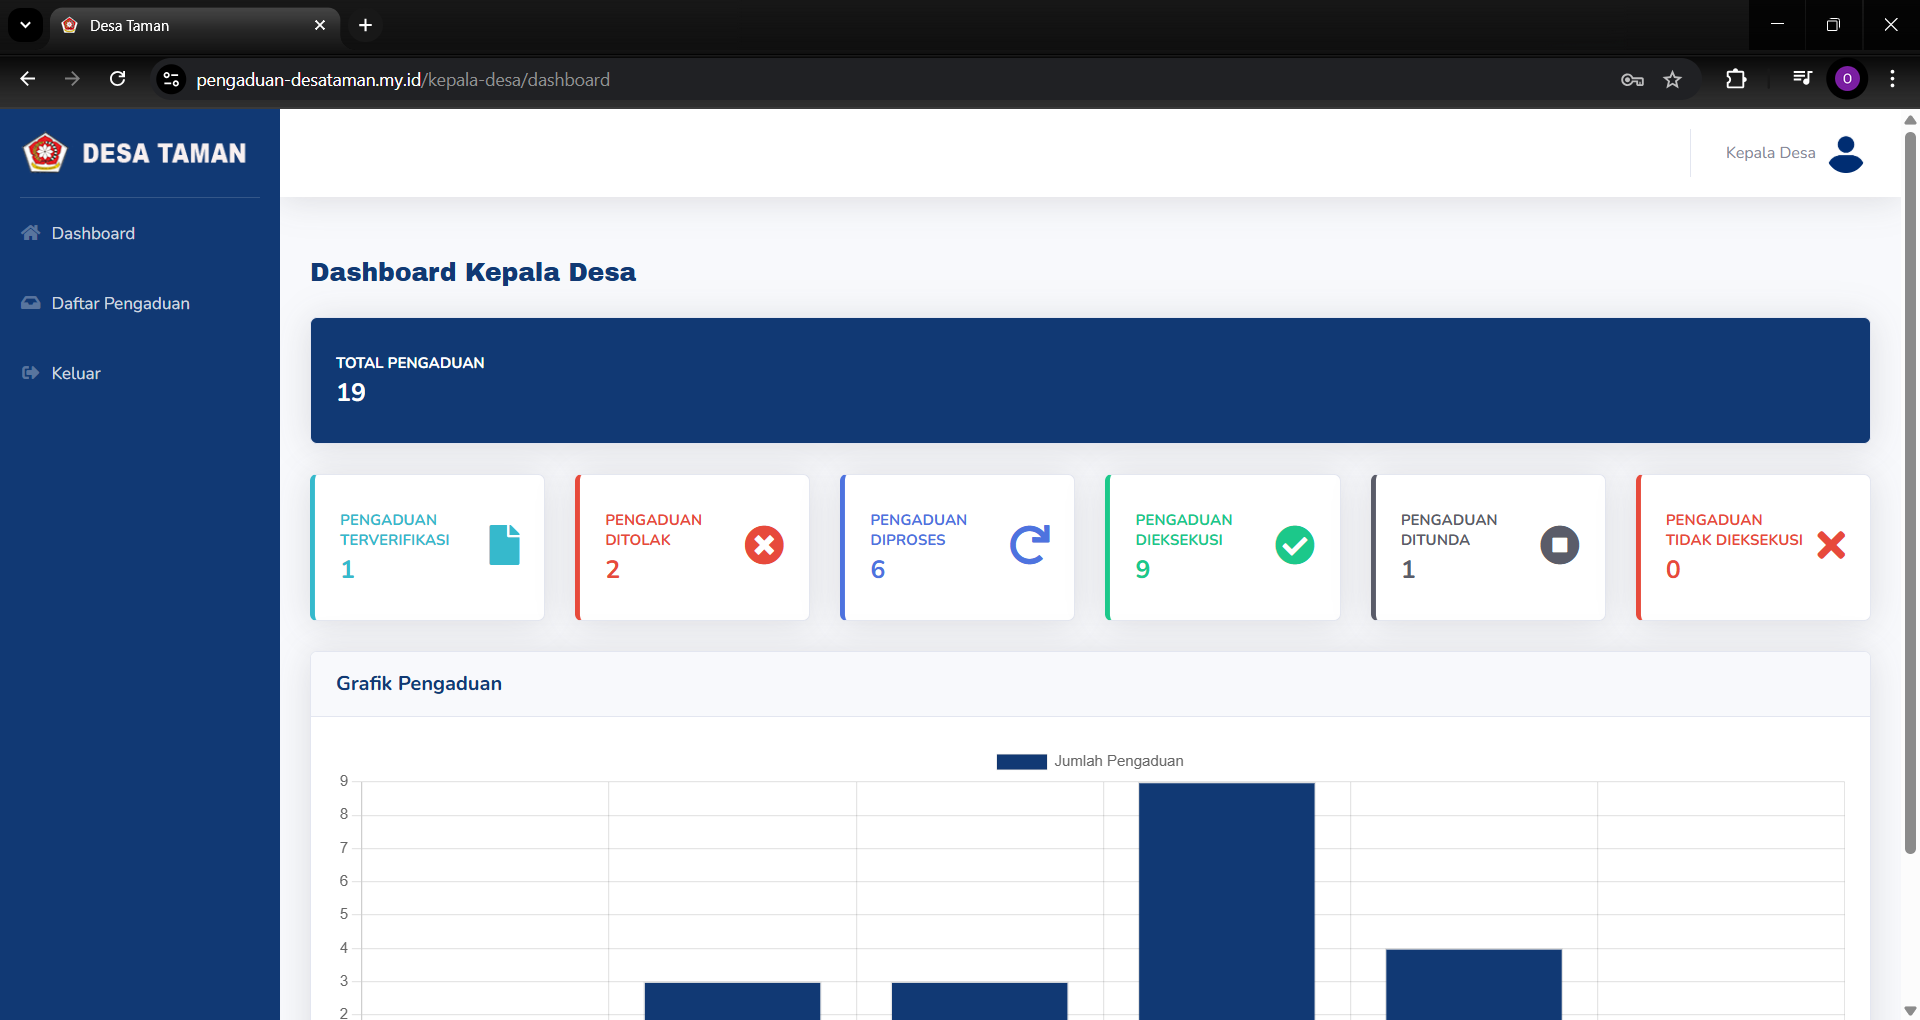 Desa Taman
pengaduan-desataman.my.id/kepala-desa/dashboard
O
DESA TAMAN
Kepala Desa
Dashboard
Daftar Pengaduan
Keluar
Dashboard Kepala Desa
TOTAL PENGADUAN
19
PENGADUAN
TERVERIFIKASI
1
PENGADUAN
DITOLAK
2
PENGADUAN
DIPROSES
6
PENGADUAN
DIEKSEKUSI
9
PENGADUAN
DITUNDA
1
PENGADUAN
TIDAK DIEKSEKUSI
0
Grafik Pengaduan
Jumlah Pengaduan
9
8
7
6
5
4
3
2